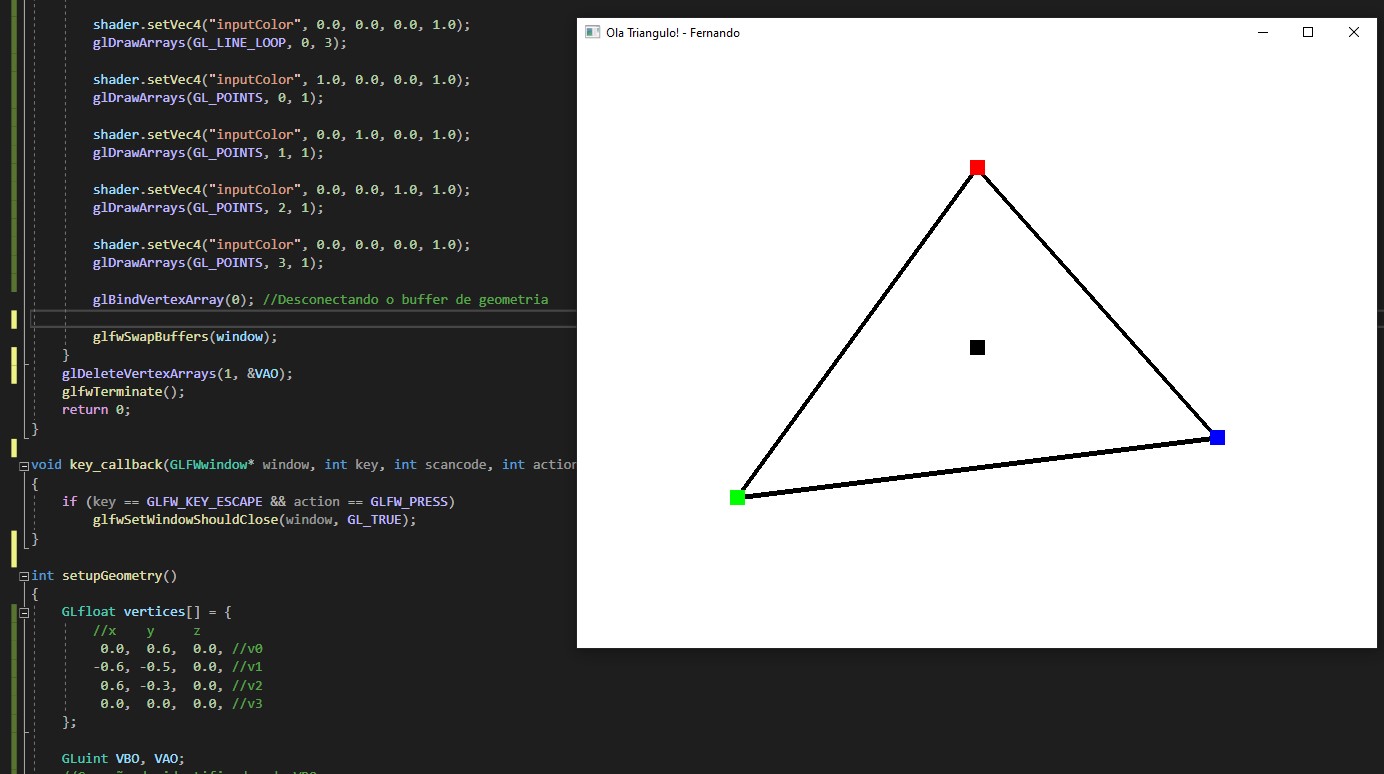 shader.setVec4("inputColor", 0.0, 0.0, 0.0, 1.0);
glDrawArrays(GL_LINE_LOOP, 0, 3);
shader.setVec4("inputColor", 1.0, 0.0, 0.0, 1.0);
glDrawArrays(GL_POINTS, 0, 1);
shader.setVec4("inputColor", 0.0, 1.0, 0.0, 1.0);
glDrawArrays(GL_POINTS, 1, 1);
shader.setVec4("inputColor", 0.0, 0.0, 1.0, 1.0);
glDrawArrays(GL_POINTS, 2, 1);
shader.setVec4("inputColor", 0.0, 0.0, 0.0, 1.0);
glDrawArrays(GL_POINTS, 3, 1);
glBindVertexArray(0); //Desconectando o buffer de geometria
glfwSwapBuffers(window);
}
glDeleteVertexArrays(1, &VAO);
glfwTerminate();
return 0;
}
void key_callback(GLFWwindow* window, int key, int scancode, int action
{
if (key == GLFW_KEY_ESCAPE && action == GLFW_PRESS)
glfwSetWindowShouldClose(window, GL_TRUE);
}
int setupGeometry()
{
GLfloat vertices[] = {
//x y z
0.0, 0.6, 0.0, //v0
-0.6, -0.5, 0.0, //v1
0.6, -0.3, 0.0, //v2
0.0, 0.0, 0.0, //v3
};
GLuint VBO, VAO;
Ola Triangulo! - Fernando